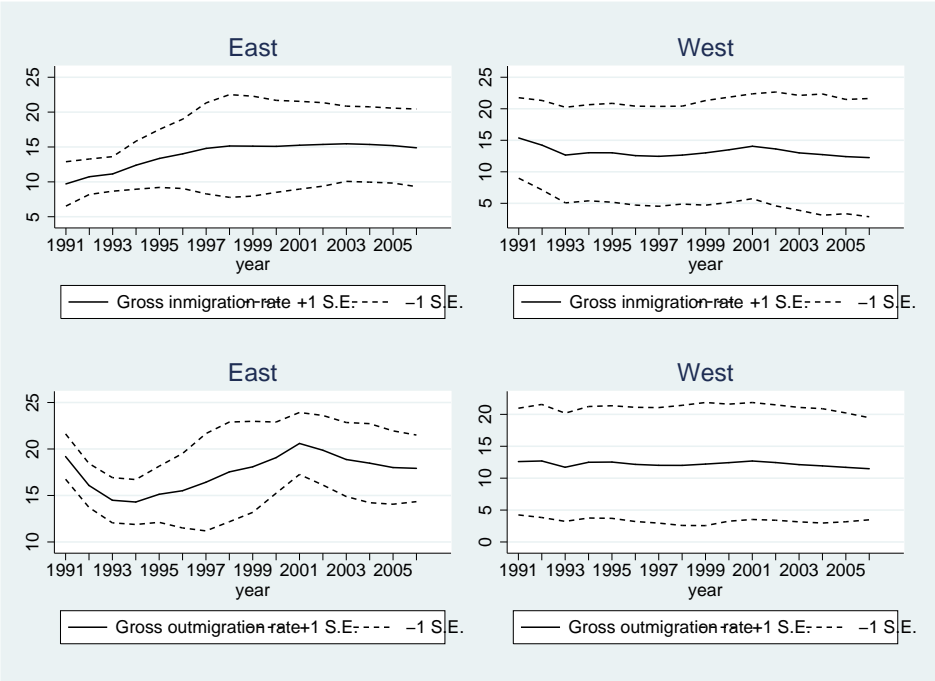 East
25
20
15
10
5
1991 1993 1995 1997 1999 2001 2003 2005
year
Gross inmigration rate +1 S.E. –1 S.E.
West
25
20
15
10
5
1991 1993 1995 1997 1999 2001 2003 2005
year
Gross inmigration rate +1 S.E. –1 S.E.
East
25
20
15
10
1991 1993 1995 1997 1999 2001 2003 2005
year
Gross outmigration rate +1 S.E. –1 S.E.
West
20
15
10
5
0
1991 1993 1995 1997 1999 2001 2003 2005
year
Gross outmigration rate +1 S.E. –1 S.E.